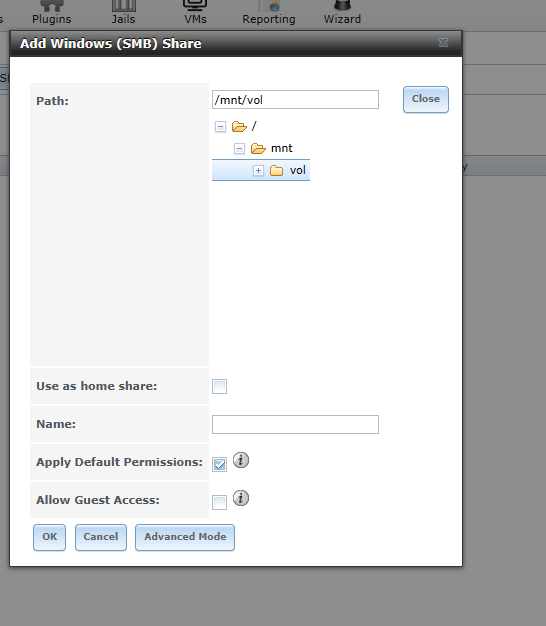 Plugins Jails VMs Reporting Wizard
Add Windows (SMB) Share
Path: /mnt/vol Close
/
mnt
vol
Use as home share:
Name:
Apply Default Permissions: i
Allow Guest Access: i
OK Cancel Advanced Mode